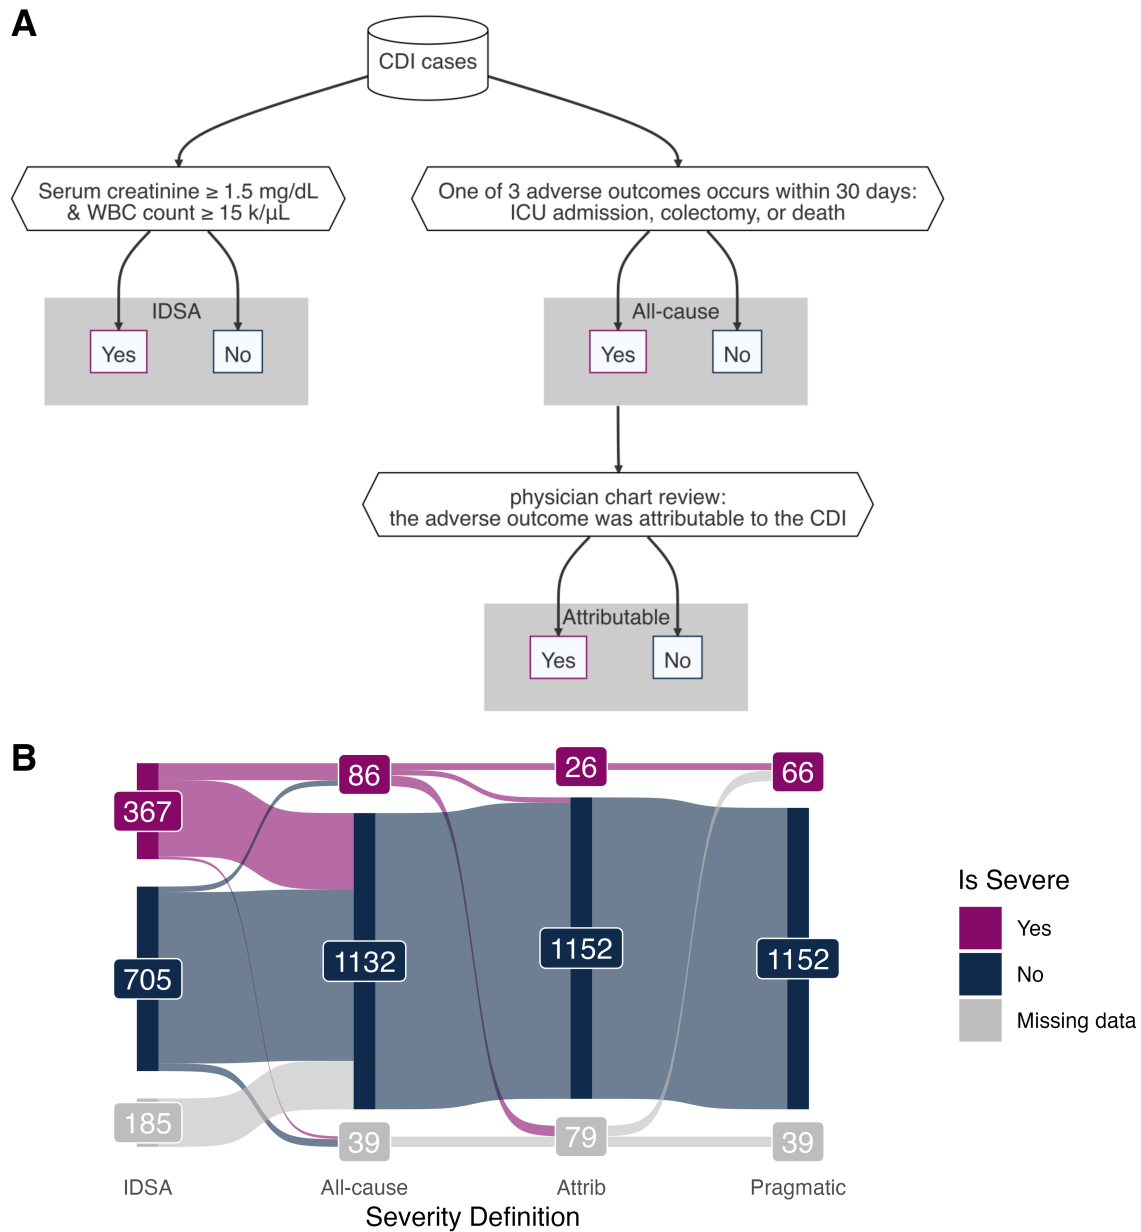 A
CDI cases
Serum creatinine ≥ 1.5 mg/dL
& WBC count ≥ 15 k/μL
One of 3 adverse outcomes occurs within 30 days:
ICU admission, colectomy, or death
IDSA
Yes
No
All-cause
Yes
No
physician chart review:
the adverse outcome was attributable to the CDI
Attributable
Yes
No
B
367
705
185
86
1132
39
26
1152
79
66
1152
39
IDSA
All-cause
Attrib
Pragmatic
Severity Definition
Is Severe
Yes
No
Missing data